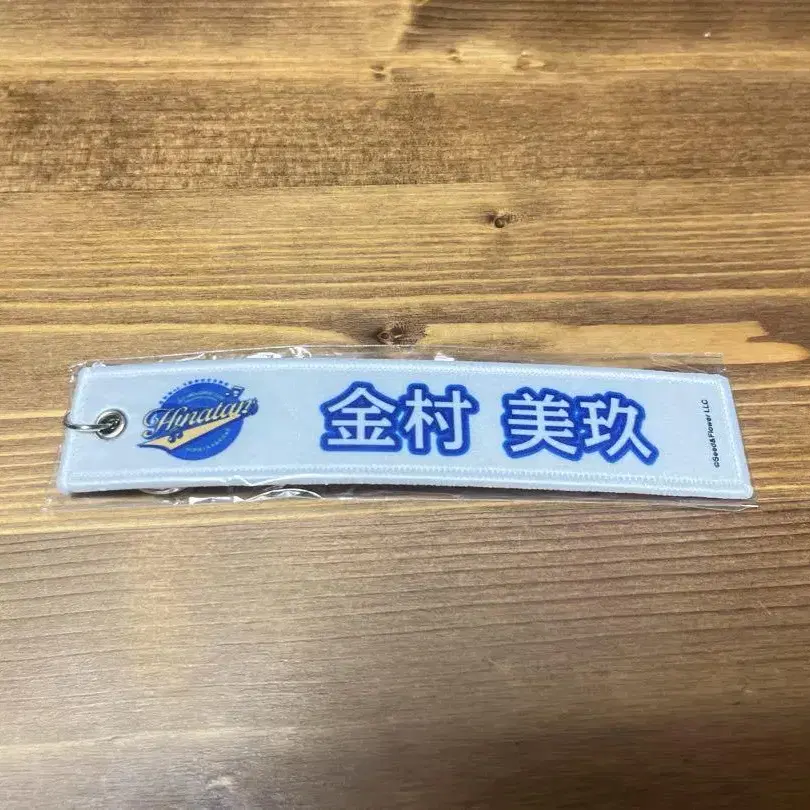 Hinatan
金村 美玖
©Seed&Flower LLC